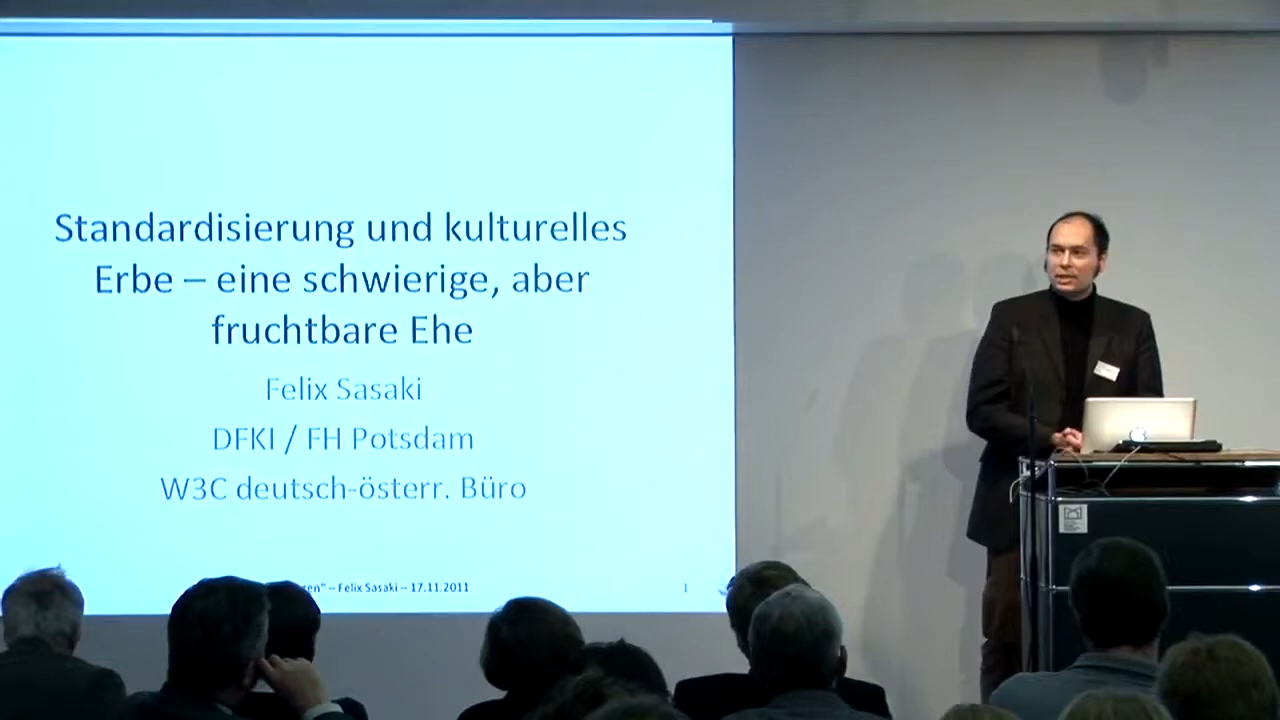 Standardisierung und kulturelles
Erbe – eine schwierige, aber
fruchtbare Ehe
Felix Sasaki
DFKI / FH Potsdam
W3C deutsch-österr. Büro
– Felix Sasaki – 17.11.2011
1